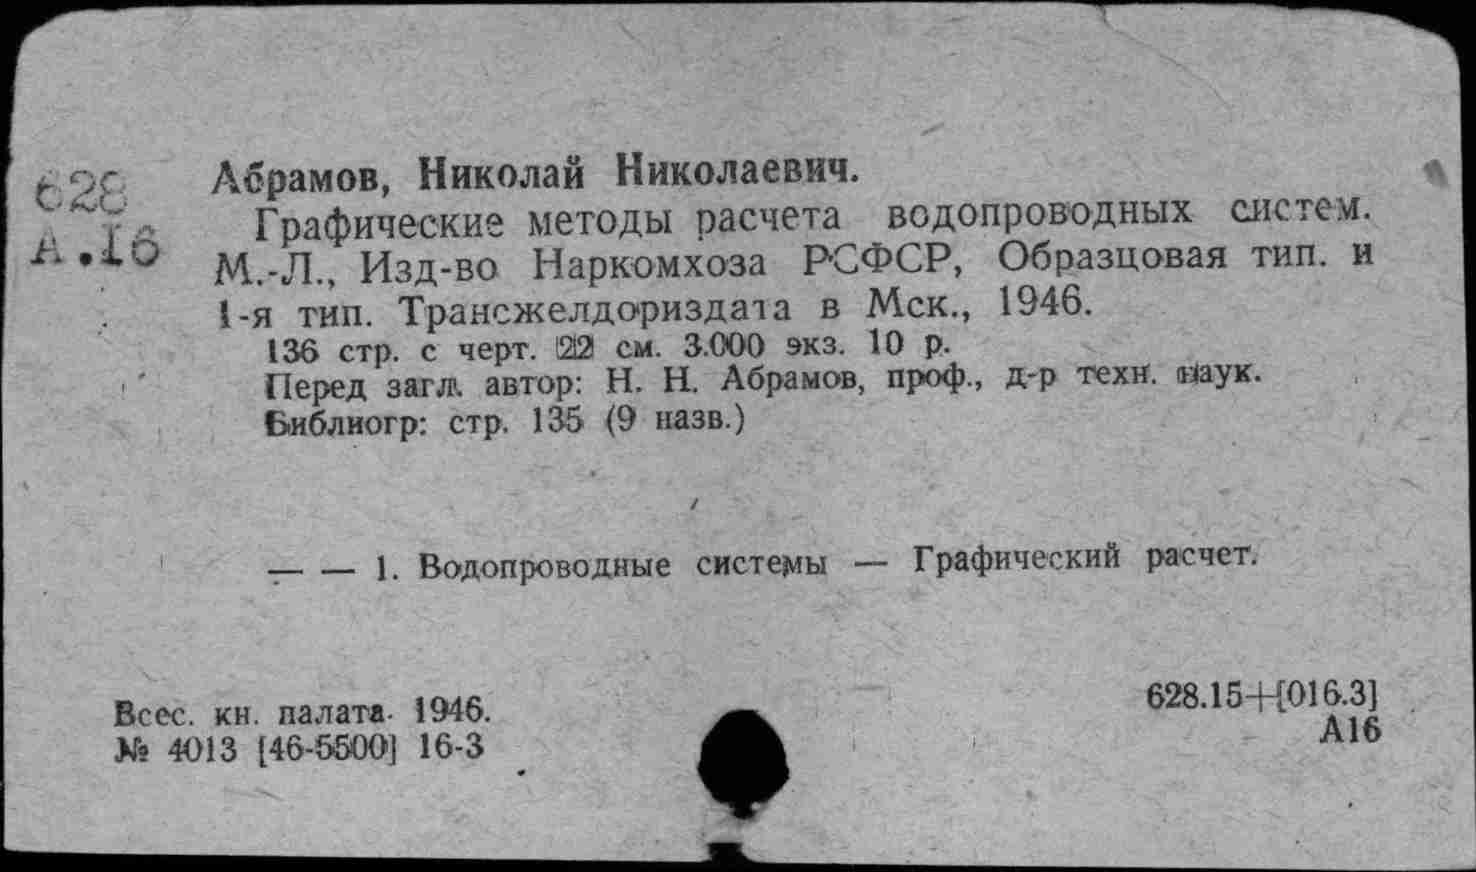 628
А.16
Абрамов, Николай Николаевич.
Графические методы расчета водопроводных систем.
М.-Л., Изд-во Наркомхоза РСФСР, Образцовая тип. и
1-я тип. Трансжелдориздата в Мск., 1946.
136 стр. с черт. 22 см. 3.000 экз. 10 р.
Перед загл. автор: Н. Н. Абрамов, проф., д-р техн. наук.
Библиогр: стр. 135 (9 назв.)
— — 1. Водопроводные системы — Графический расчет.
628.15+[016.3]
А16
Всес. кн. палата. 1946.
№ 4013 [46-5500] 16-3